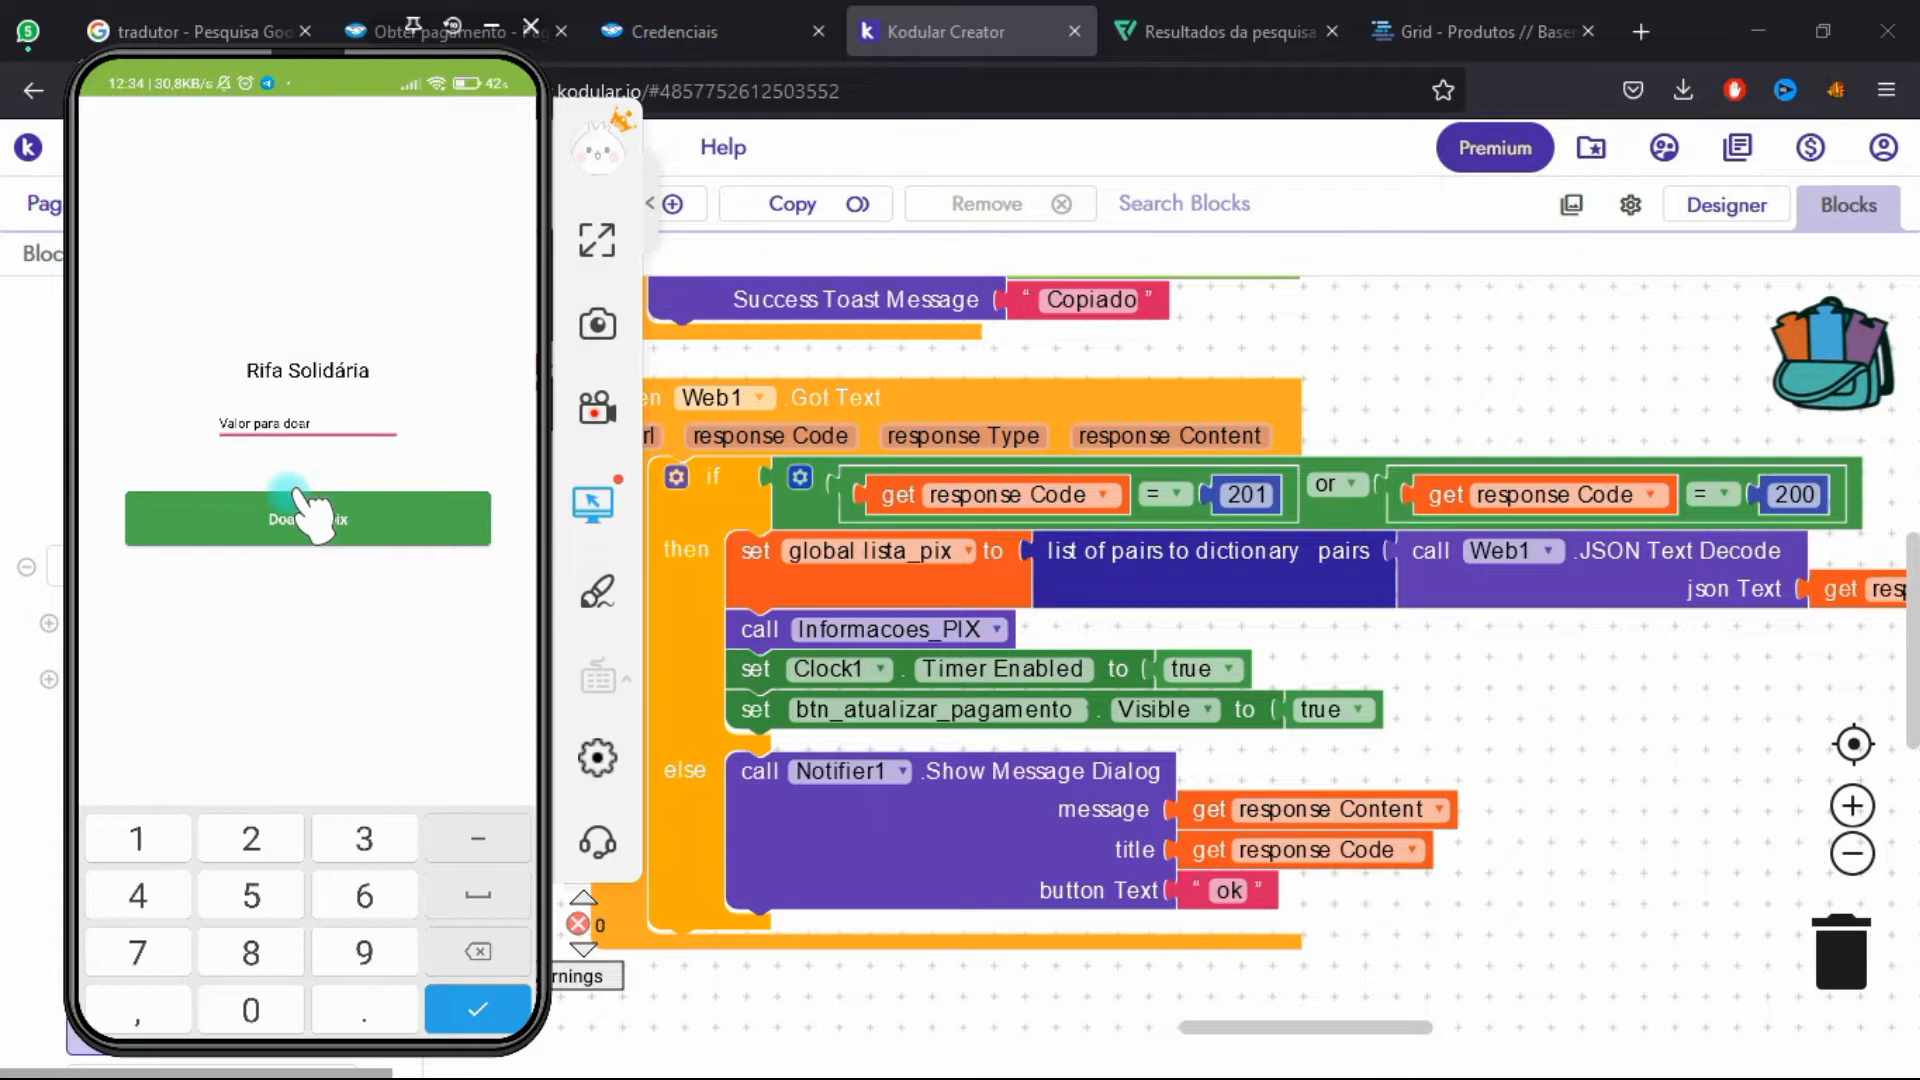 5
tradutor - Pesquisa Goo
Obter pagamento - Pag
Credenciais
Kodular Creator
Resultados da pesquisa
Grid - Produtos // Baser
kodular.io/#4857752612503552
12:34 | 30,8KB/s
42
Help
Premium
Pag
Copy
Remove
Search Blocks
Designer
Blocks
Bloc
Success Toast Message
“ Copiado ”
Web1 .Got Text
response Code response Type response Content
if get response Code = 201 or get response Code = 200
then set global lista_pix to list of pairs to dictionary pairs call Web1 .JSON Text Decode
json Text get
call Informacoes_PIX
set Clock1 . Timer Enabled to true
set btn_atualizar_pagamento . Visible to true
else call Notifier1 .Show Message Dialog
message get response Content
title get response Code
button Text “ ok ”
0
rnings
Rifa Solidária
Valor para doar
1 2 3 -
4 5 6
7 8 9
, 0 .